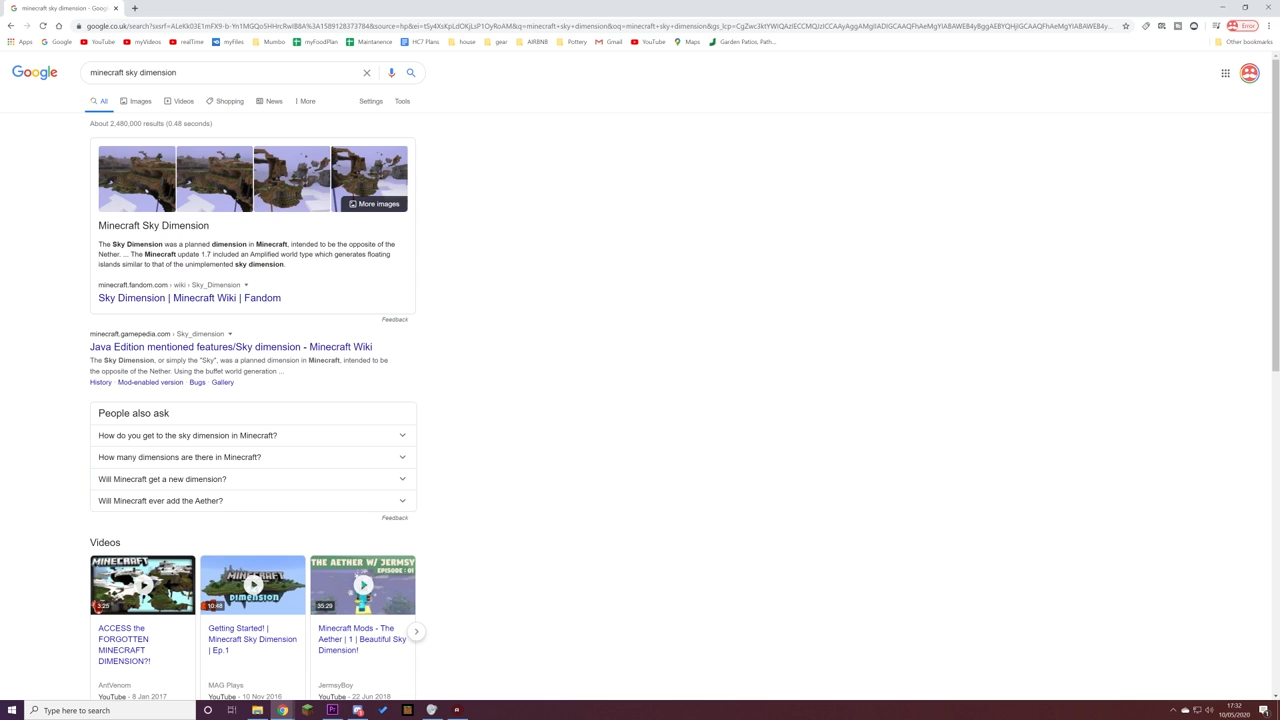 minecraft sky dimension - Google
google.co.uk/search?sxsrf=ALeKk03E1mFX9-b-Ym1MGQo5HHrcRwIB8A%3A1589128373784&source=hp&ei=tSy4XsKpLdOKjLsP1OyRoAM&q=minecraft+sky+dimension&oq=minecraft+sky+dimension&gs_lcp=
Error
Apps Google YouTube myVideos realTime myFiles Mumbo myFoodPlan Maintanence HC7 Plans house gear AIRBNB Pottery Gmail YouTube Maps Garden Patios, Path... Other bookmarks
Google
minecraft sky dimension
All Images Videos Shopping News More Settings Tools
About 2,480,000 results (0.48 seconds)
More images
Minecraft Sky Dimension
The Sky Dimension was a planned dimension in Minecraft, intended to be the opposite of the
Nether. ... The Minecraft update 1.7 included an Amplified world type which generates floating
islands similar to that of the unimplemented sky dimension.
minecraft.fandom.com › wiki › Sky_Dimension
Sky Dimension | Minecraft Wiki | Fandom
Feedback
minecraft.gamepedia.com › Sky_dimension
Java Edition mentioned features/Sky dimension - Minecraft Wiki
The Sky Dimension, or simply the "Sky", was a planned dimension in Minecraft, intended to be
the opposite of the Nether. Using the buffet world generation ...
History · Mod-enabled version · Bugs · Gallery
People also ask
How do you get to the sky dimension in Minecraft?
How many dimensions are there in Minecraft?
Will Minecraft get a new dimension?
Will Minecraft ever add the Aether?
Feedback
Videos
MINECRAFT
3:25
MINECRAFT
DIMENSION
10:48
THE AETHER W/ JERMSY
EPISODE : 01
35:29
ACCESS the
FORGOTTEN
MINECRAFT
DIMENSION?!
AntVenom
YouTube - 8 Jan 2017
Getting Started! |
Minecraft Sky Dimension
| Ep.1
MAG Plays
YouTube - 10 Nov 2016
Minecraft Mods - The
Aether | 1 | Beautiful Sky
Dimension!
JermsyBoy
YouTube - 22 Jun 2018
Type here to search
17:32
10/05/2020